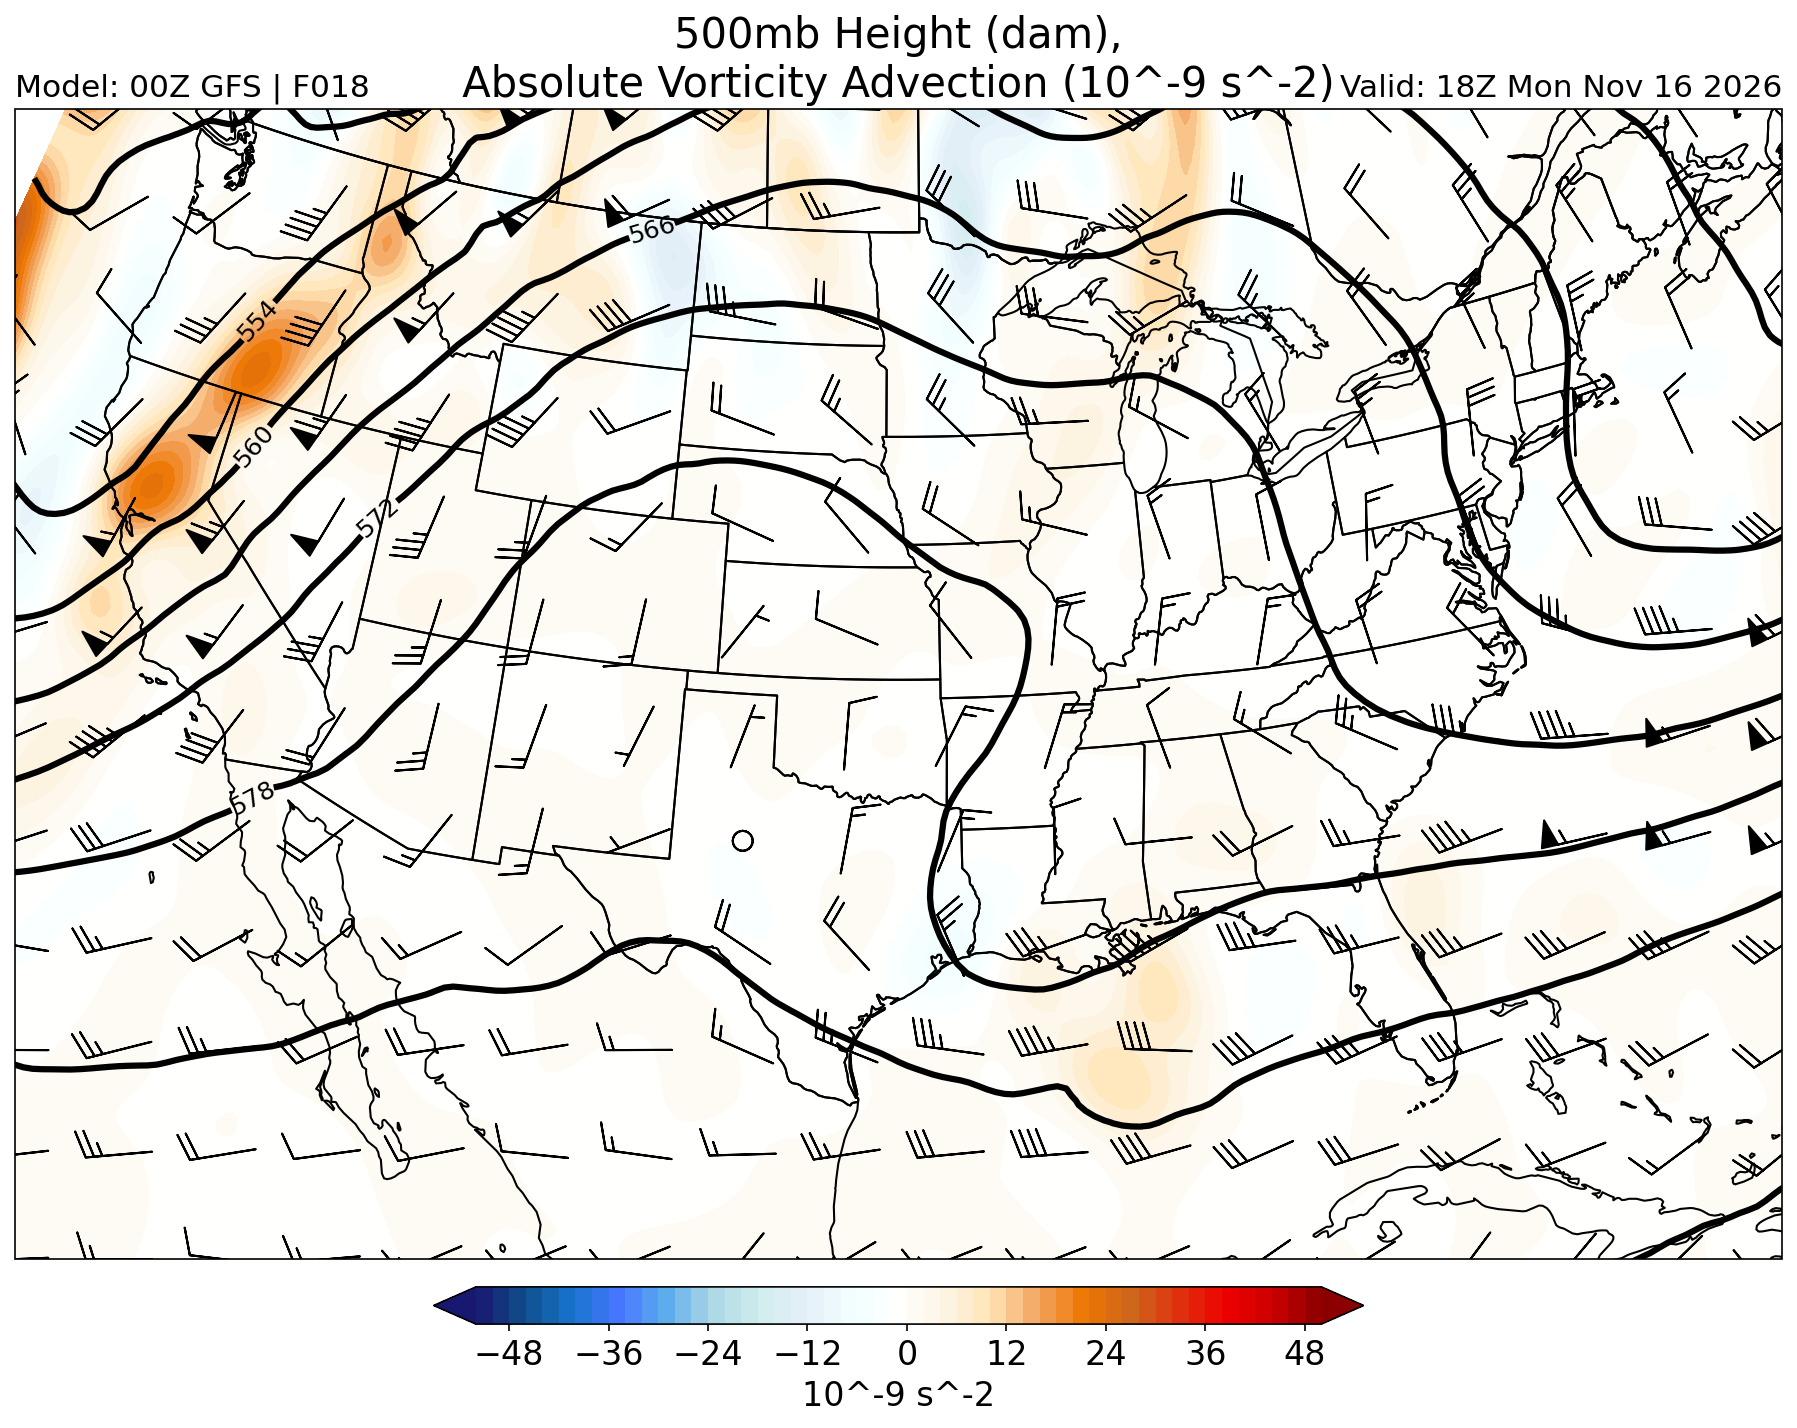 500mb Height (dam),
Model: 00Z GFS | F018
Absolute Vorticity Advection (10^-9 s^-2)
Valid: 18Z Mon Nov 16 2026
566
554
560
572
578
−48 −36 −24 −12 0 12 24 36 48
10^-9 s^-2